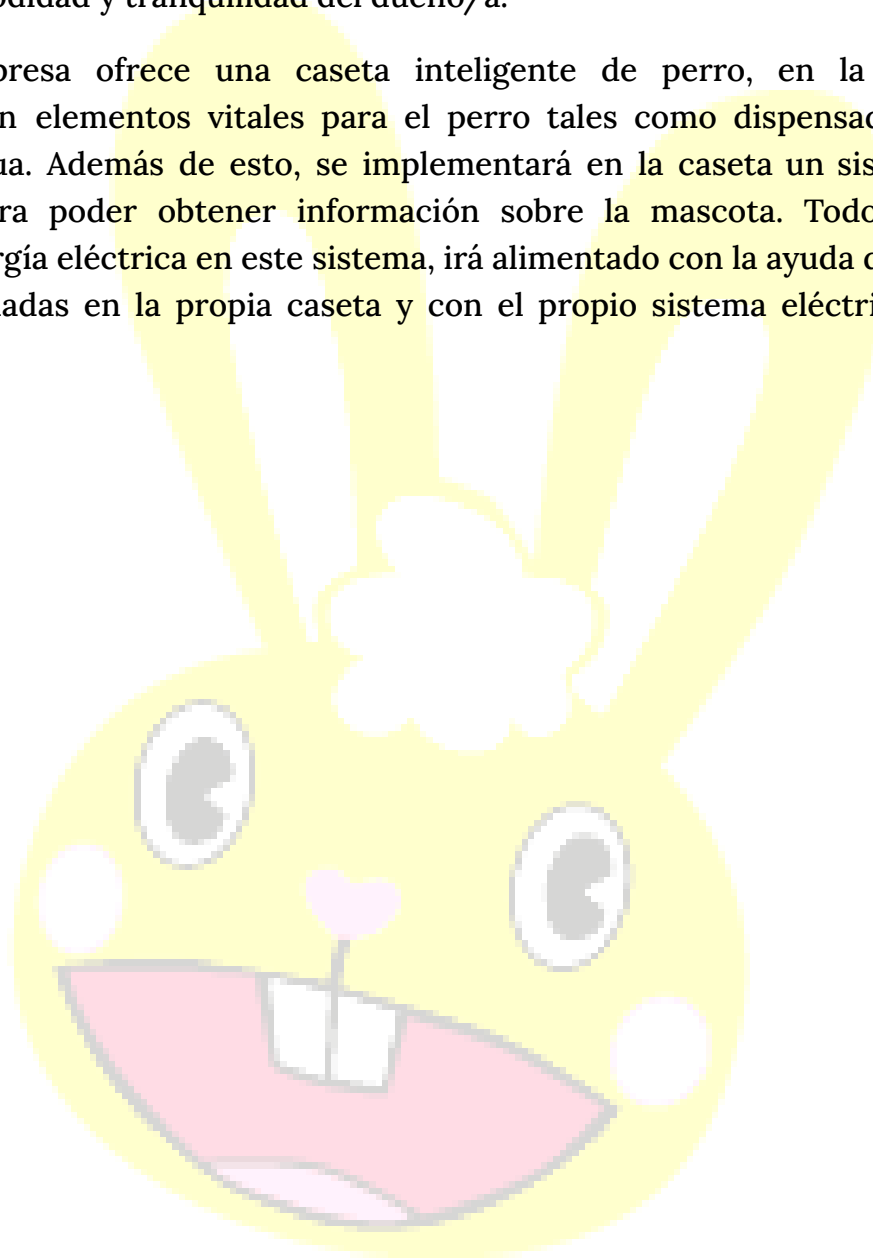 odidad y tranquilidad del dueño/a.
presa ofrece una caseta inteligente de perro, en la
n elementos vitales para el perro tales como dispensad
ua. Además de esto, se implementará en la caseta un sis
ra poder obtener información sobre la mascota. Todo
rgía eléctrica en este sistema, irá alimentado con la ayuda d
adas en la propia caseta y con el propio sistema eléctri